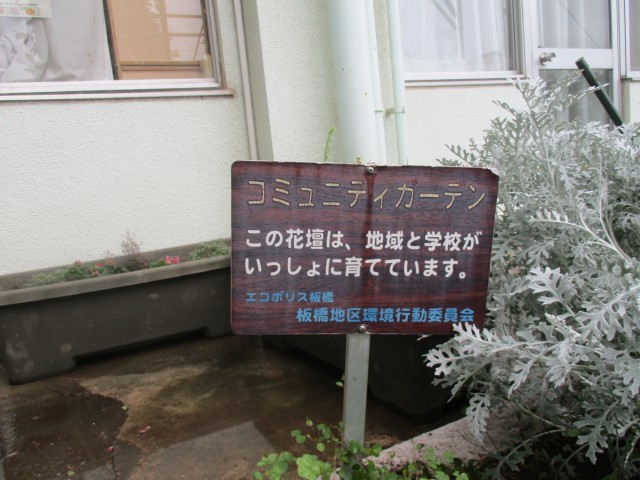 コミュニティガーデン
この花壇は、地域と学校が
いっしょに育てています。
エコポリス板橋
板橋地区環境行動委員会